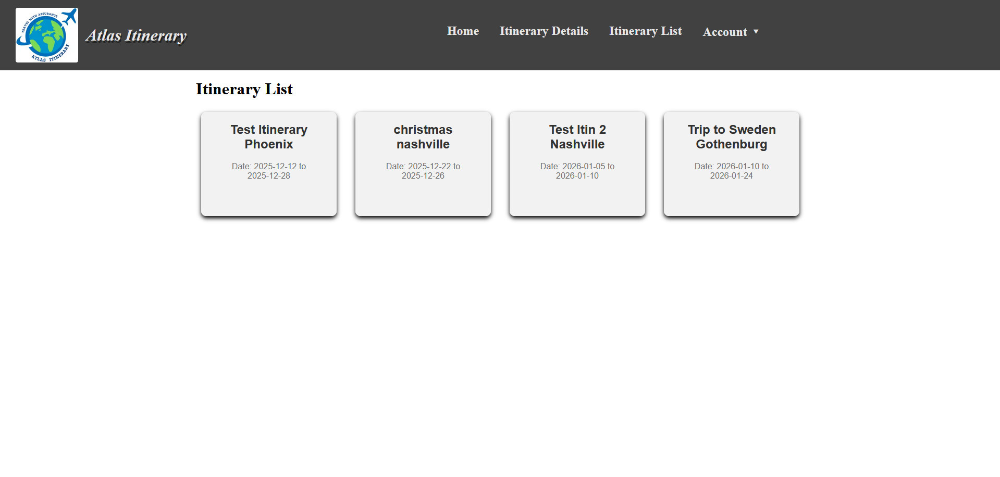 TRAVEL WITH ASSURANCE
ATLAS ITINERARY
Atlas Itinerary
Home
Itinerary Details
Itinerary List
Account ▼
Itinerary List
Test Itinerary
Phoenix
Date: 2025-12-12 to
2025-12-28
christmas
nashville
Date: 2025-12-22 to
2025-12-26
Test Itin 2
Nashville
Date: 2026-01-05 to
2026-01-10
Trip to Sweden
Gothenburg
Date: 2026-01-10 to
2026-01-24